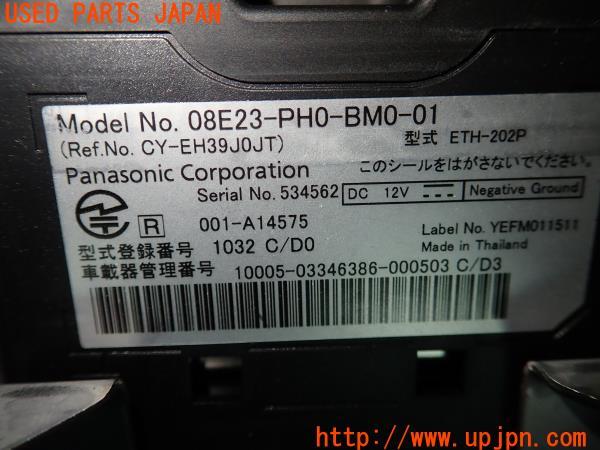 USED PARTS JAPAN
Model No. 08E23-PH0-BM0-01
(Ref.No. CY-EH39J0JT) 型式 ETH-202P
Panasonic Corporation このシールをはがさないでください
Serial No. 534562 DC 12V Negative Ground
R 001-A14575 Label No. YEFM011511
型式登録番号 1032 C/D0 Made in Thailand
車載器管理番号 10005-03346386-000503 C/D3
http://www.upjpn.com